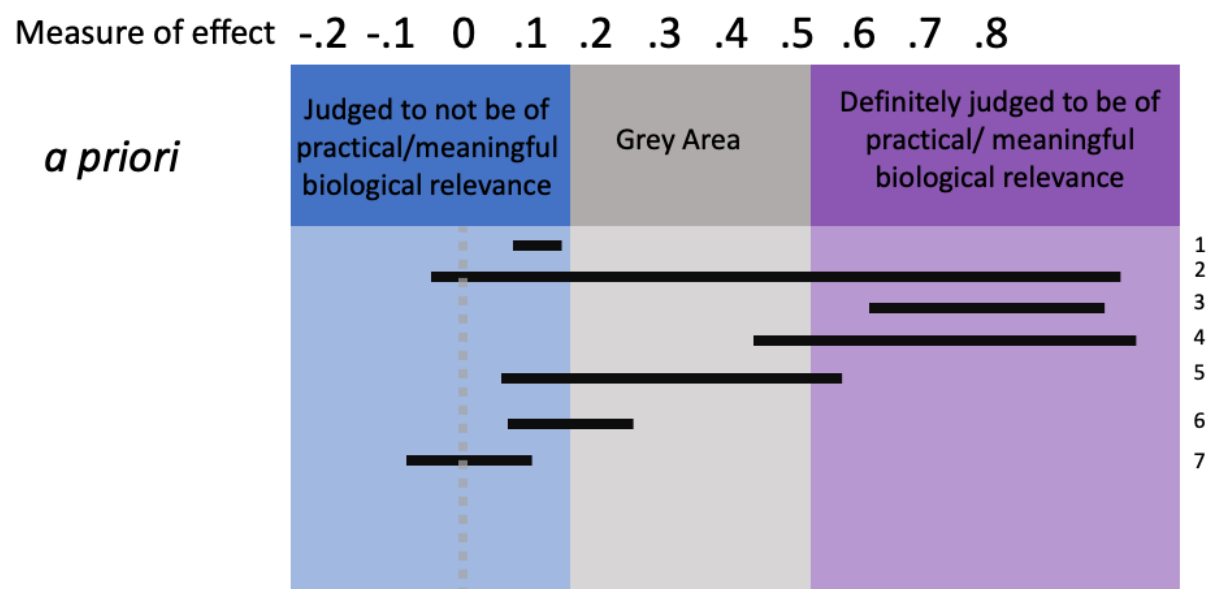 Measure of effect -.2 -.1 0 .1 .2 .3 .4 .5 .6 .7 .8
a priori
Judged to not be of
practical/meaningful
biological relevance
Grey Area
Definitely judged to be of
practical/ meaningful
biological relevance
1
2
3
4
5
6
7